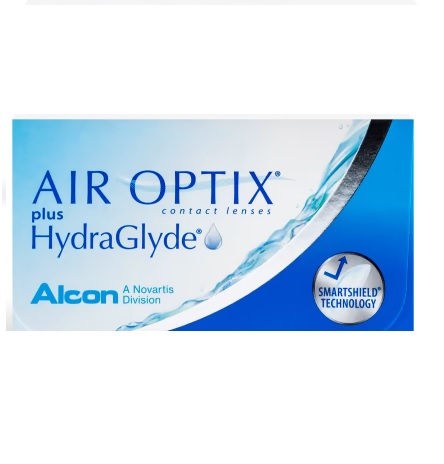 AIR OPTIX®
contact lenses
plus
HydraGlyde®
Alcon
A Novartis
Division
SMARTSHIELD®
TECHNOLOGY